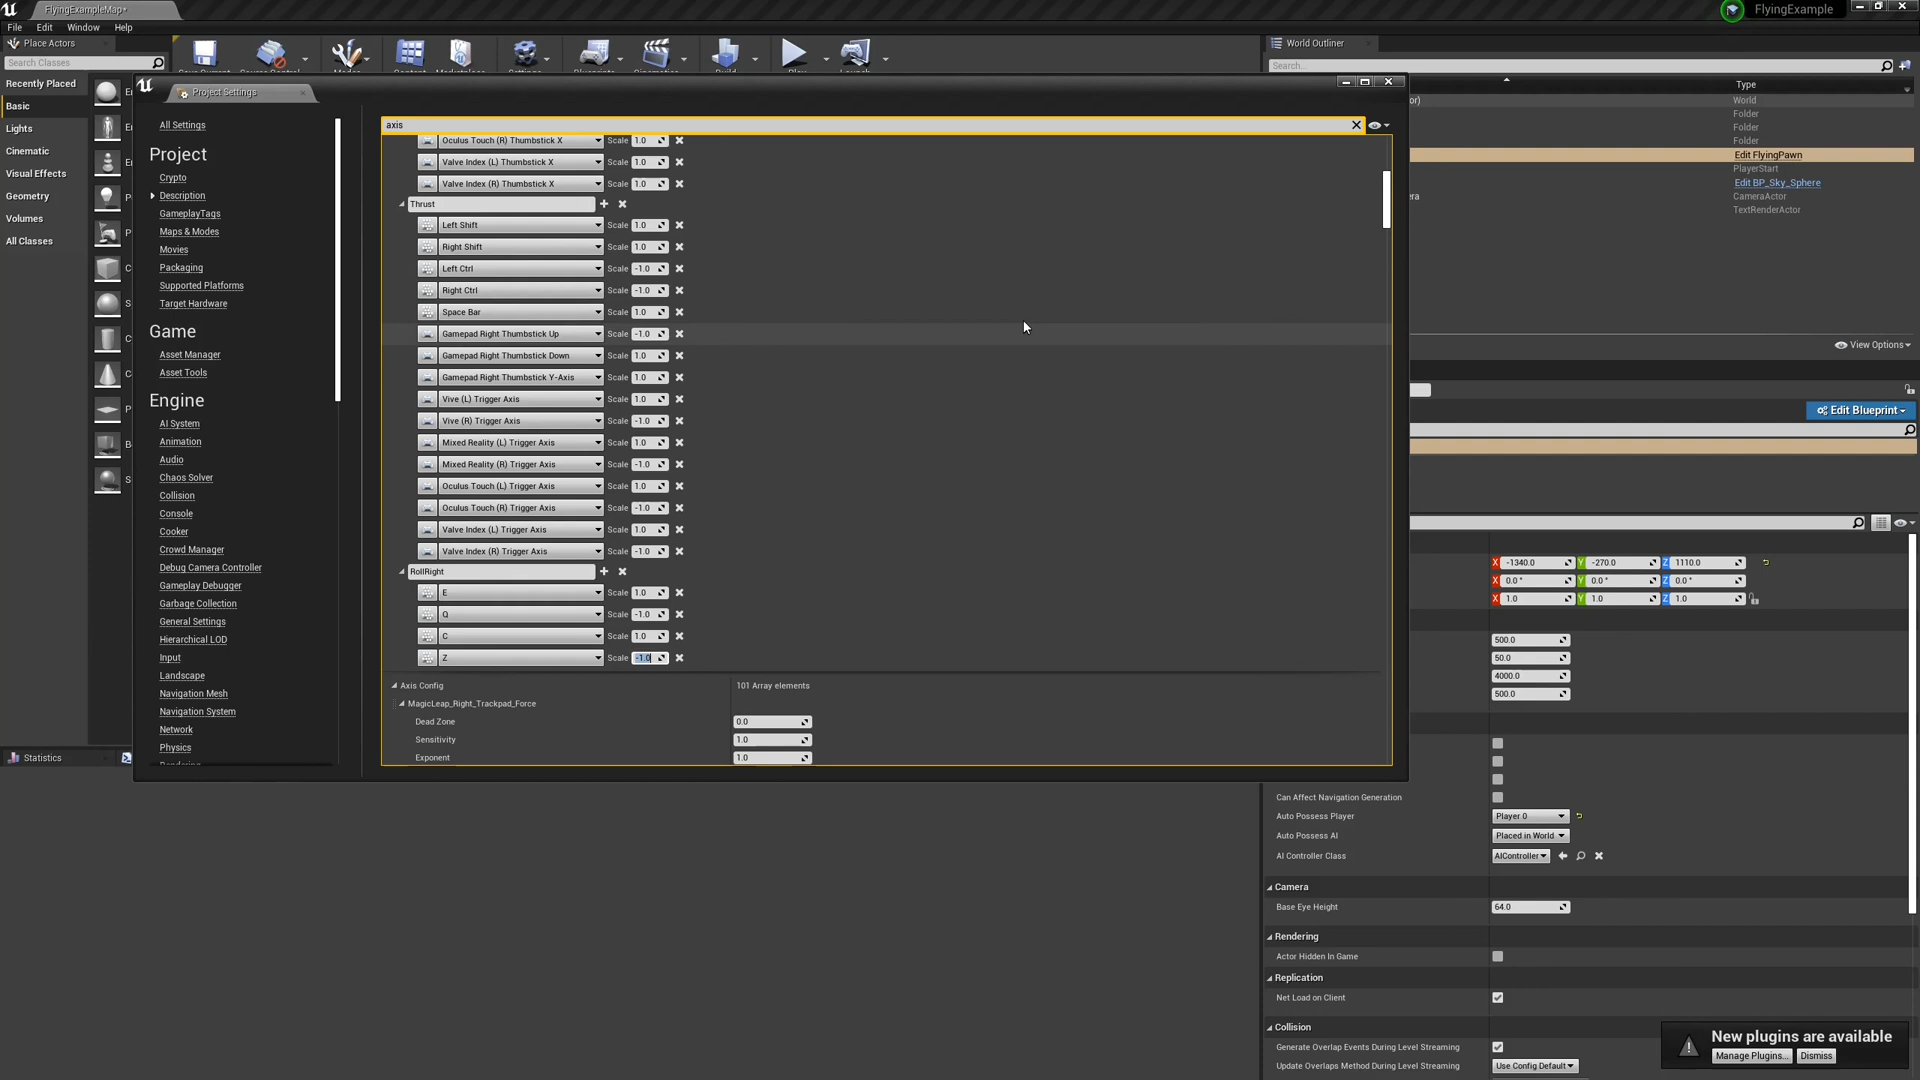 FlyingExampleMap*
FlyingExample
File Edit Window Help
Place Actors
Search Classes
Recently Placed
Basic
Lights
Cinematic
Visual Effects
Geometry
Volumes
All Classes
Statistics
World Outliner
Search...
Type
World
Folder
Folder
Folder
Edit FlyingPawn
PlayerStart
Edit BP_Sky_Sphere
CameraActor
TextRenderActor
View Options
Edit Blueprint
Project Settings
All Settings
Project
Crypto
Description
GameplayTags
Maps & Modes
Movies
Packaging
Supported Platforms
Target Hardware
Game
Asset Manager
Asset Tools
Engine
AI System
Animation
Audio
Chaos Solver
Collision
Console
Cooker
Crowd Manager
Debug Camera Controller
Gameplay Debugger
Garbage Collection
General Settings
Hierarchical LOD
Input
Landscape
Navigation Mesh
Navigation System
Network
Physics
axis
Oculus Touch (R) Thumbstick X Scale 1.0
Valve Index (L) Thumbstick X Scale 1.0
Valve Index (R) Thumbstick X Scale 1.0
Thrust
Left Shift Scale 1.0
Right Shift Scale 1.0
Left Ctrl Scale -1.0
Right Ctrl Scale -1.0
Space Bar Scale 1.0
Gamepad Right Thumbstick Up Scale -1.0
Gamepad Right Thumbstick Down Scale 1.0
Gamepad Right Thumbstick Y-Axis Scale 1.0
Vive (L) Trigger Axis Scale 1.0
Vive (R) Trigger Axis Scale -1.0
Mixed Reality (L) Trigger Axis Scale 1.0
Mixed Reality (R) Trigger Axis Scale -1.0
Oculus Touch (L) Trigger Axis Scale 1.0
Oculus Touch (R) Trigger Axis Scale -1.0
Valve Index (L) Trigger Axis Scale 1.0
Valve Index (R) Trigger Axis Scale -1.0
RollRight
E Scale 1.0
Q Scale -1.0
C Scale 1.0
Z Scale -1.0
Axis Config 101 Array elements
MagicLeap_Right_Trackpad_Force
Dead Zone 0.0
Sensitivity 1.0
Exponent 1.0
X -1340.0 Y -270.0 Z 1110.0
X 0.0 ° Y 0.0 ° Z 0.0 °
X 1.0 Y 1.0 Z 1.0
500.0
50.0
4000.0
500.0
Can Affect Navigation Generation
Auto Possess Player Player 0
Auto Possess AI Placed in World
AI Controller Class AIController
Camera
Base Eye Height 64.0
Rendering
Actor Hidden In Game
Replication
Net Load on Client
Collision
Generate Overlap Events During Level Streaming
Update Overlaps Method During Level Streaming Use Config Default
New plugins are available
Manage Plugins... Dismiss